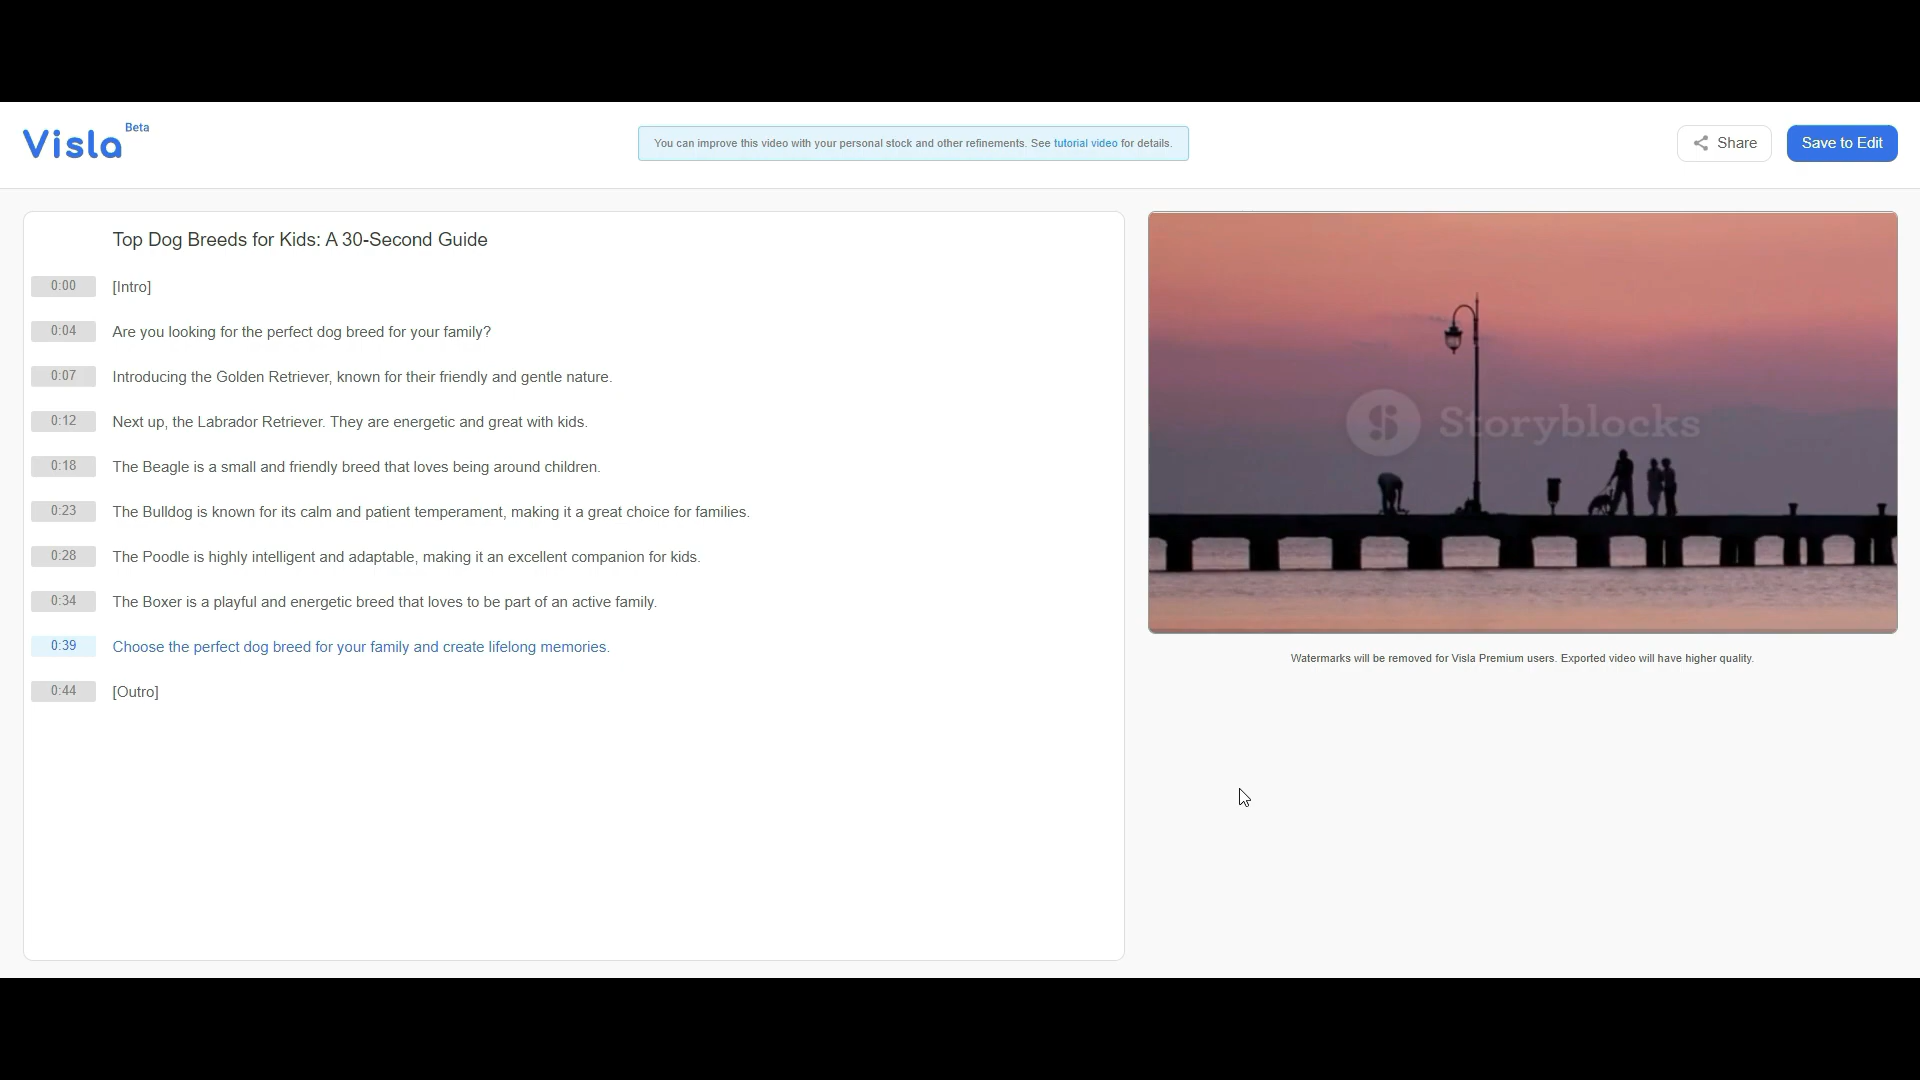 Visla Beta
You can improve this video with your personal stock and other refinements. See tutorial video for details.
Share
Save to Edit
Top Dog Breeds for Kids: A 30-Second Guide
0:00 [Intro]
0:04 Are you looking for the perfect dog breed for your family?
0:07 Introducing the Golden Retriever, known for their friendly and gentle nature.
0:12 Next up, the Labrador Retriever. They are energetic and great with kids.
0:18 The Beagle is a small and friendly breed that loves being around children.
0:23 The Bulldog is known for its calm and patient temperament, making it a great choice for families.
0:28 The Poodle is highly intelligent and adaptable, making it an excellent companion for kids.
0:34 The Boxer is a playful and energetic breed that loves to be part of an active family.
0:39 Choose the perfect dog breed for your family and create lifelong memories.
0:44 [Outro]
Storyblocks
Watermarks will be removed for Visla Premium users. Exported video will have higher quality.